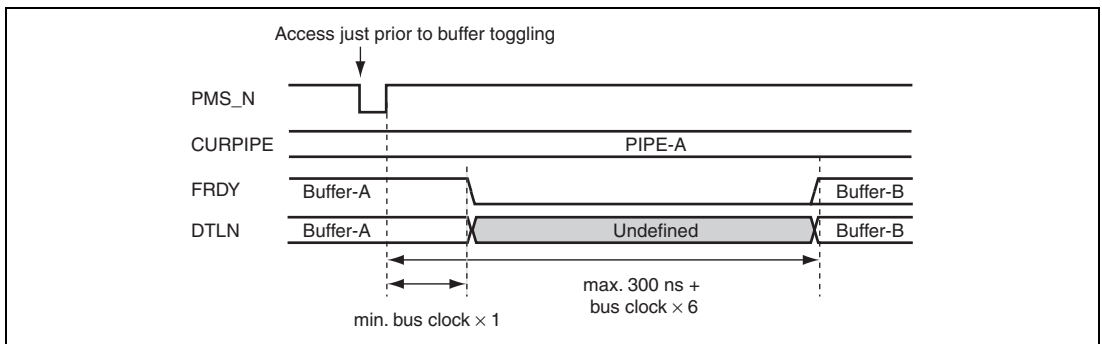 Access just prior to buffer toggling
PMS_N
CURPIPE PIPE-A
FRDY Buffer-A Buffer-B
DTLN Buffer-A Undefined Buffer-B
max. 300 ns +
bus clock × 6
min. bus clock × 1